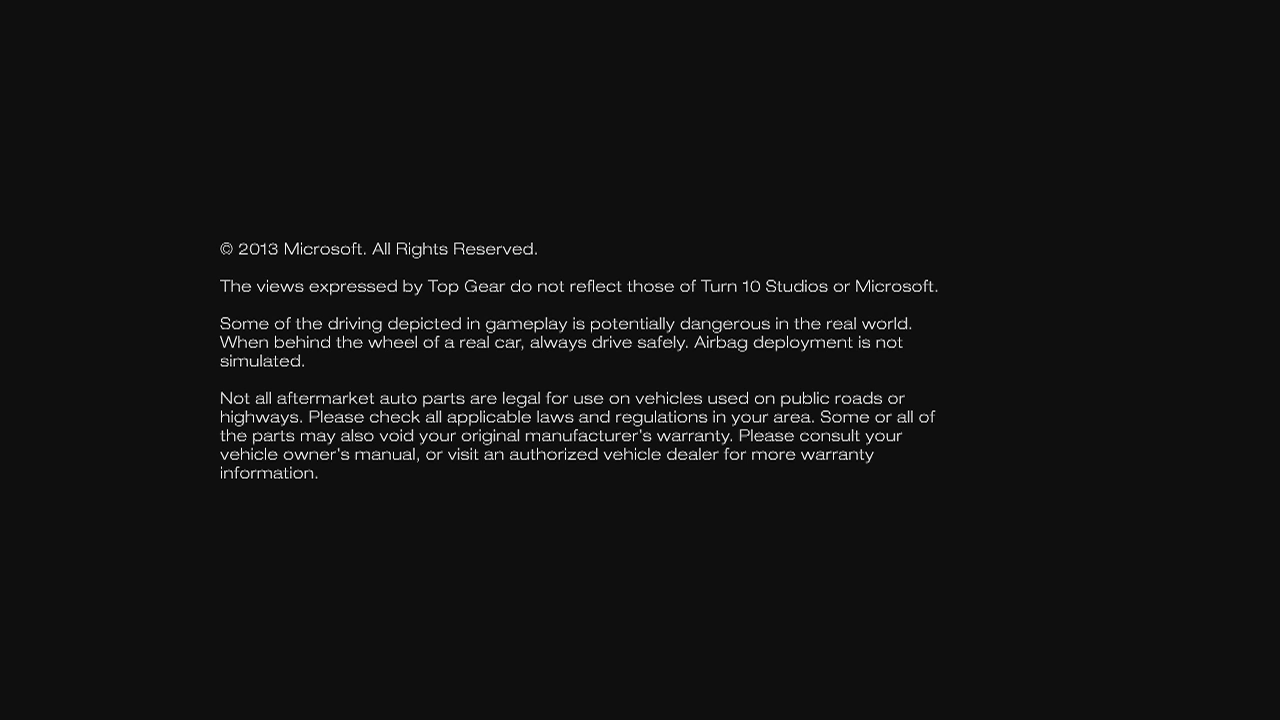 © 2013 Microsoft. All Rights Reserved.
The views expressed by Top Gear do not reflect those of Turn 10 Studios or Microsoft.
Some of the driving depicted in gameplay is potentially dangerous in the real world.
When behind the wheel of a real car, always drive safely. Airbag deployment is not
simulated.
Not all aftermarket auto parts are legal for use on vehicles used on public roads or
highways. Please check all applicable laws and regulations in your area. Some or all of
the parts may also void your original manufacturer's warranty. Please consult your
vehicle owner's manual, or visit an authorized vehicle dealer for more warranty
information.